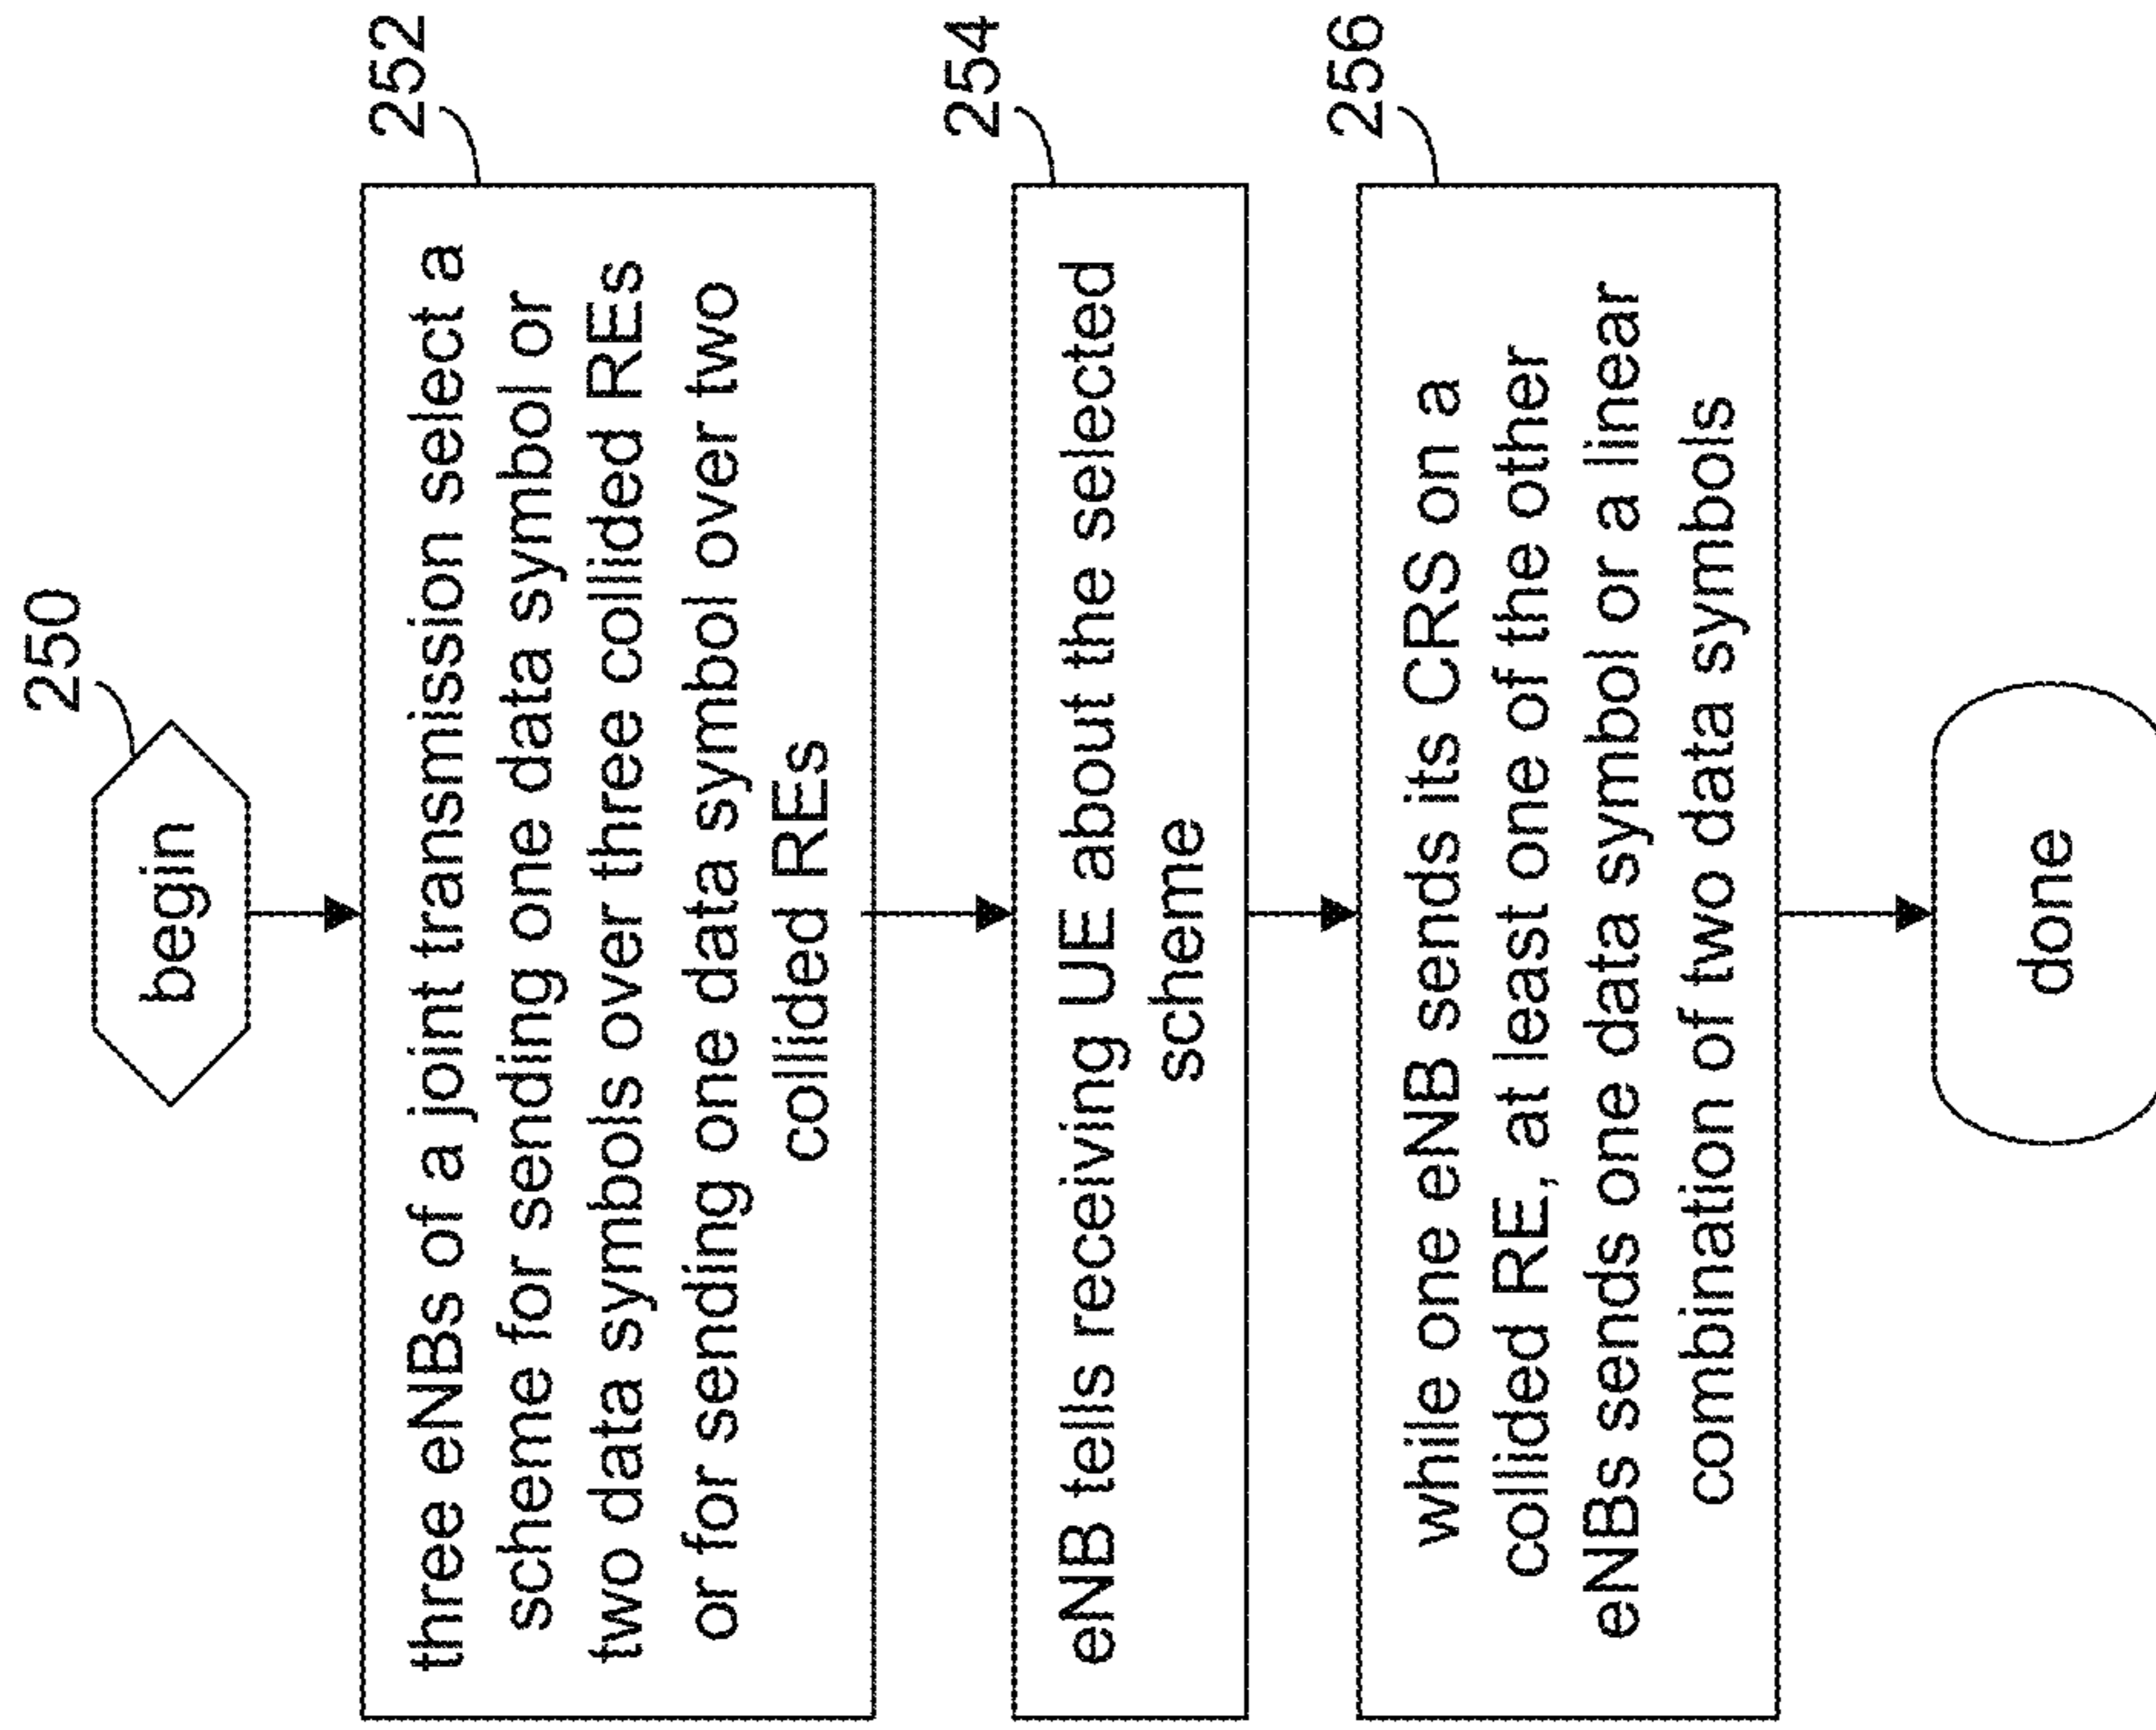 250
begin
252
three eNBs of a joint transmission select a
scheme for sending one data symbol or
two data symbols over three collided REs
or for sending one data symbol over two
collided REs
254
eNB tells receiving UE about the selected
scheme
256
while one eNB sends its CRS on a
collided RE, at least one of the other
eNBs sends one data symbol or a linear
combination of two data symbols
done